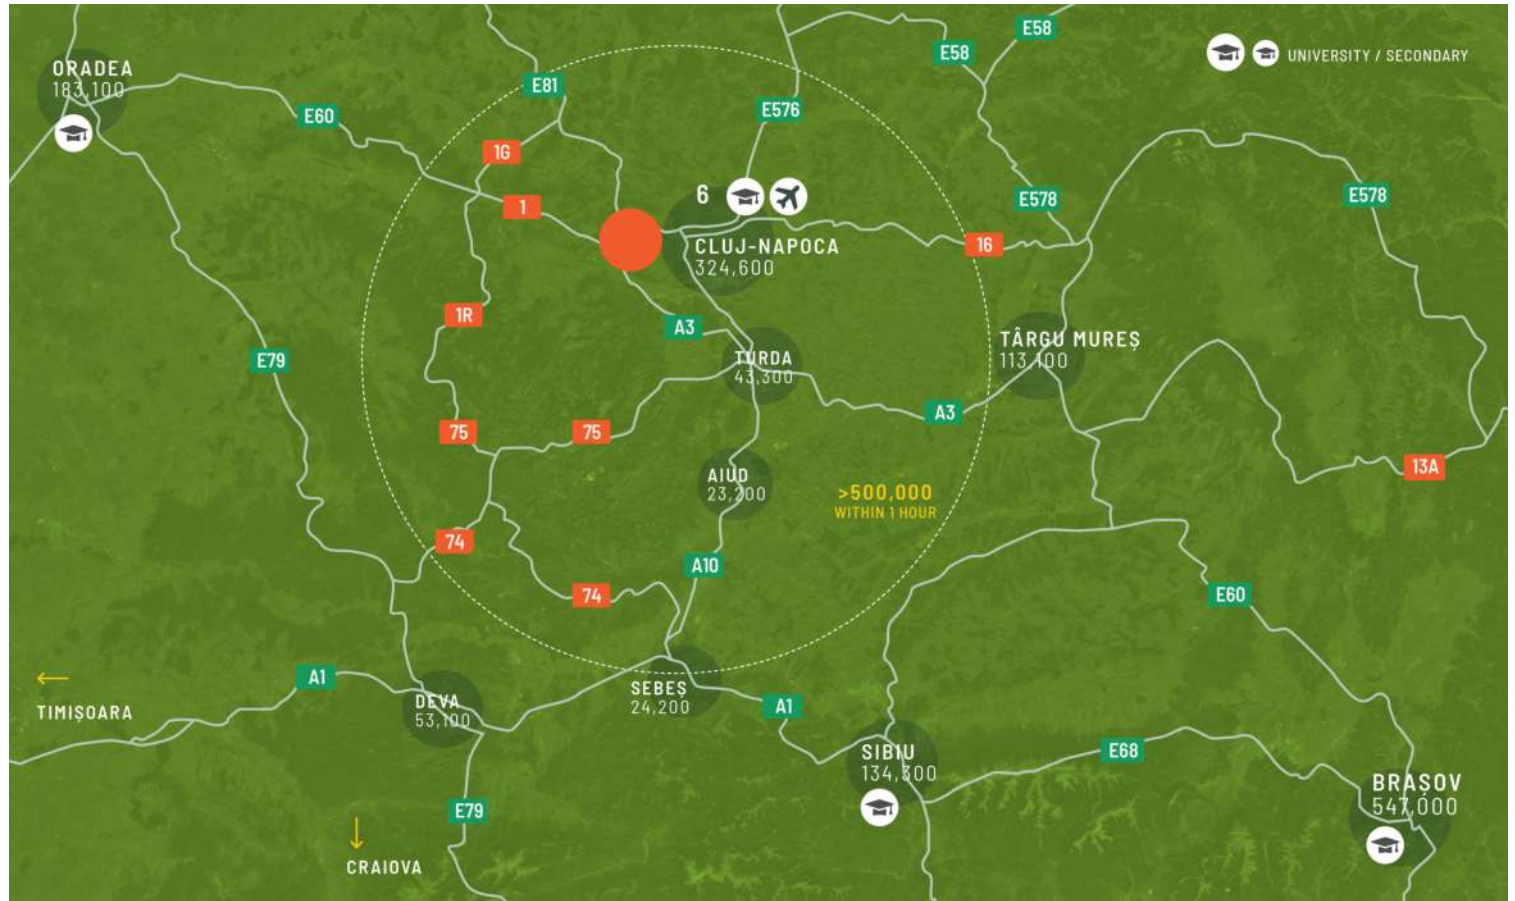 E58
E58
UNIVERSITY / SECONDARY
ORADEA
183,100
E81
E60
E576
1G
6
E578
E578
1
CLUJ-NAPOCA
324,600
16
1R
A3
TÂRGU MUREȘ
113,100
E79
TURDA
43,300
A3
75
75
13A
AIUD
23,200
>500,000
WITHIN 1 HOUR
74
A10
74
E60
A1
SEBEȘ
24,200
DEVA
53,100
A1
TIMIȘOARA
SIBIU
134,300
E68
BRAȘOV
547,000
E79
CRAIOVA